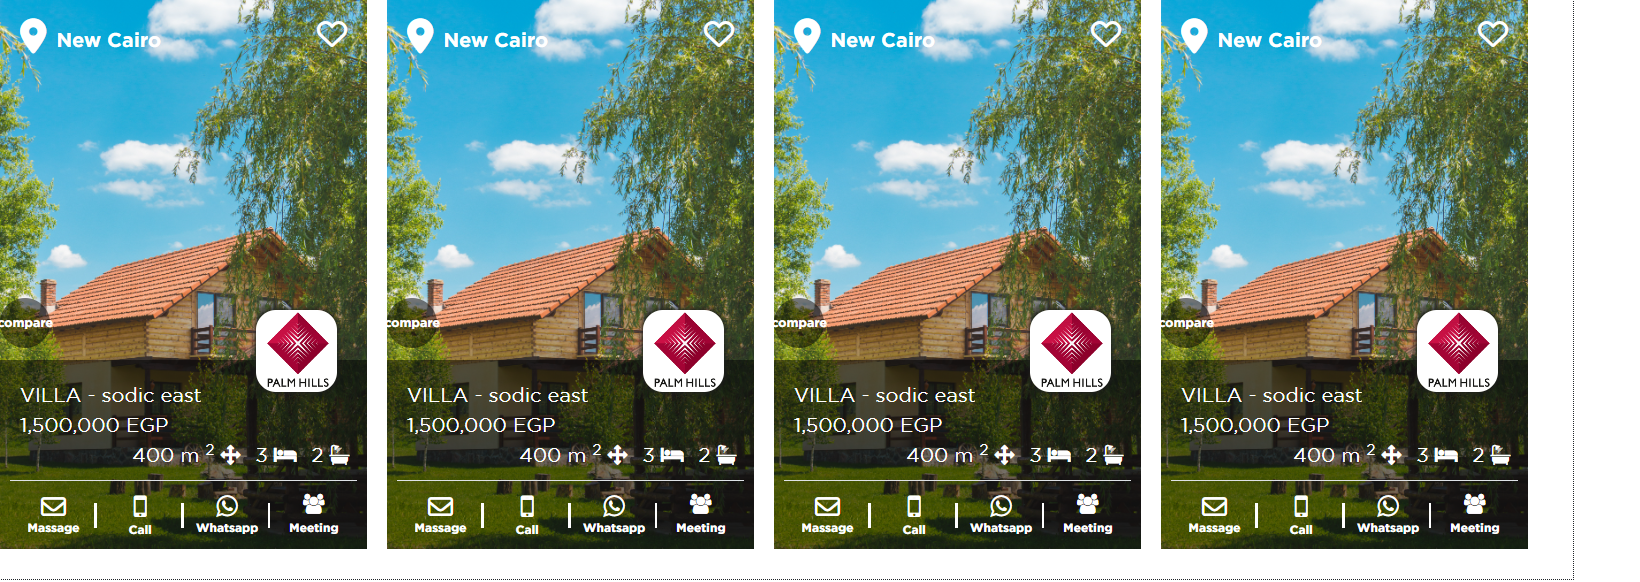 New Cairo
compare
PALM HILLS
VILLA - sodic east
1,500,000 EGP
400 m 2 3 2
Massage Call Whatsapp Meeting
New Cairo
compare
PALM HILLS
VILLA - sodic east
1,500,000 EGP
400 m 2 3 2
Massage Call Whatsapp Meeting
New Cairo
compare
PALM HILLS
VILLA - sodic east
1,500,000 EGP
400 m 2 3 2
Massage Call Whatsapp Meeting
New Cairo
compare
PALM HILLS
VILLA - sodic east
1,500,000 EGP
400 m 2 3 2
Massage Call Whatsapp Meeting